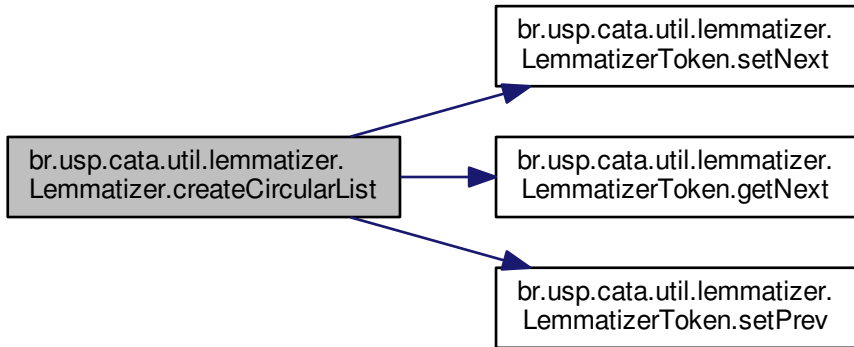 br.usp.cata.util.lemmatizer.
LemmatizerToken.setNext
br.usp.cata.util.lemmatizer.
Lemmatizer.createCircularList
br.usp.cata.util.lemmatizer.
LemmatizerToken.getNext
br.usp.cata.util.lemmatizer.
LemmatizerToken.setPrev